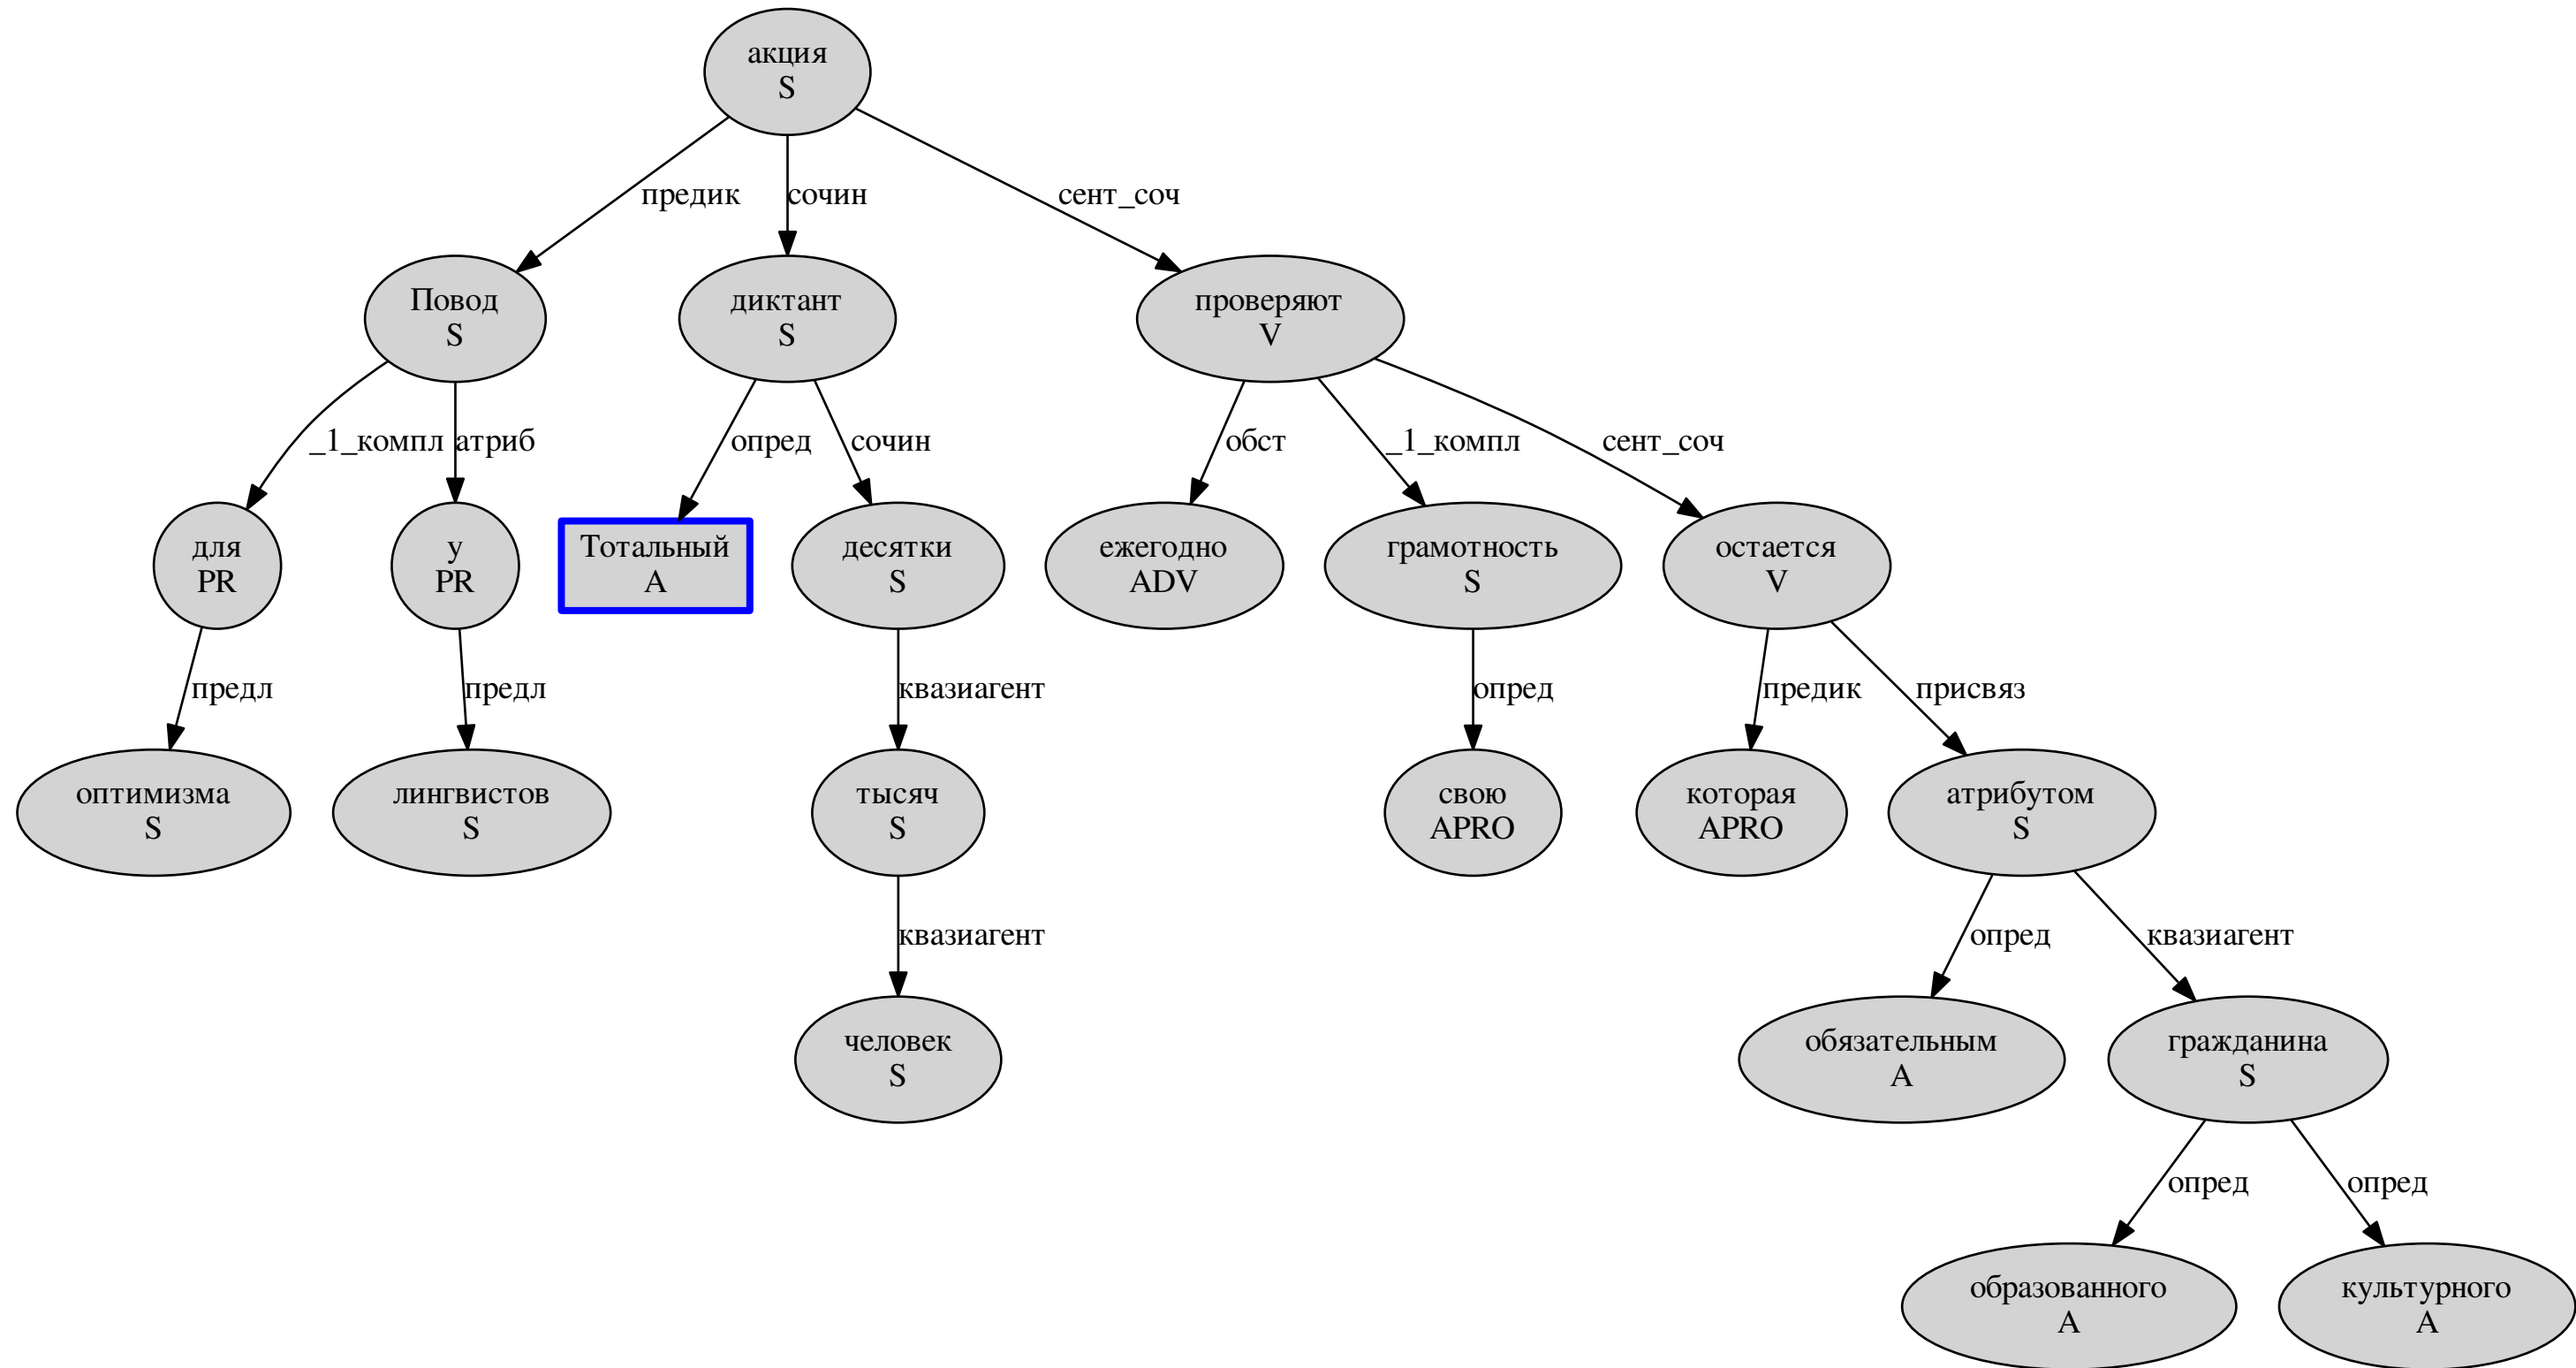 акция
S
предик
сочин
сент_соч
Повод
S
диктант
S
проверяют
V
_1_компл
атриб
опред
сочин
обст
_1_компл
сент_соч
для
PR
у
PR
Тотальный
A
десятки
S
ежегодно
ADV
грамотность
S
остается
V
предл
предл
квазиагент
опред
предик
присвяз
оптимизма
S
лингвистов
S
тысяч
S
свою
APRO
которая
APRO
атрибутом
S
квазиагент
опред
квазиагент
человек
S
обязательным
A
гражданина
S
опред
опред
образованного
A
культурного
A